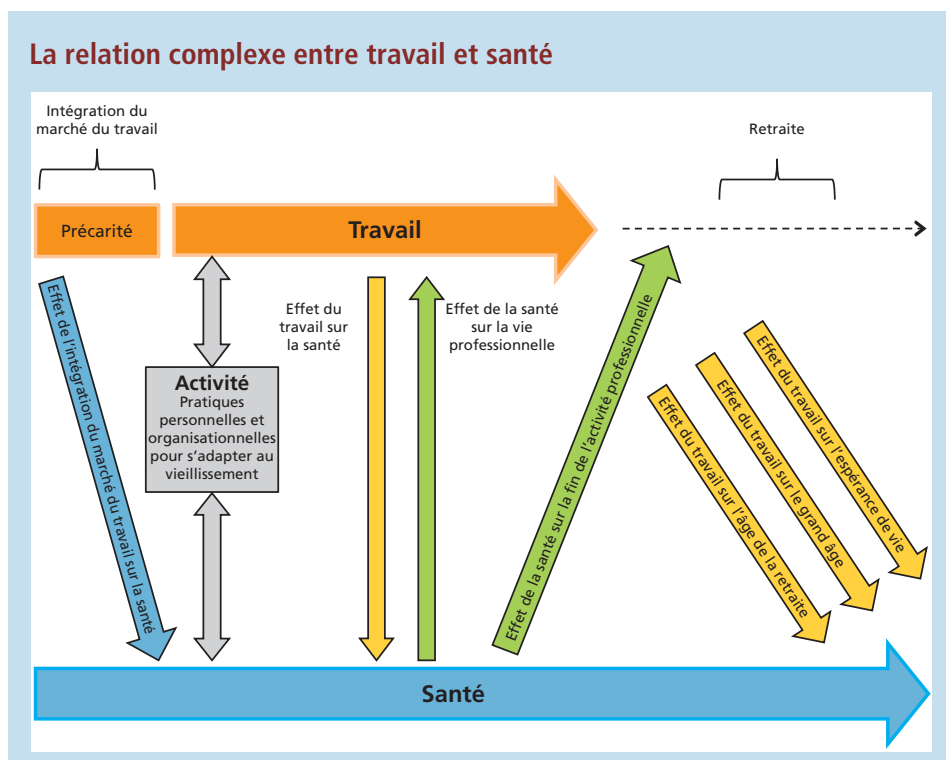 La relation complexe entre travail et santé
Intégration du
marché du travail
Retraite
Précarité
Travail
Effet de l'intégration du marché du travail sur la santé
Activité
Pratiques
personnelles et
organisationnelles
pour s'adapter au
vieillissement
Effet du
travail sur
la santé
Effet de la santé
sur la vie
professionnelle
Effet de la santé sur la fin de l'activité professionnelle
Effet du travail sur l'âge de la retraite
Effet du travail sur le grand âge
Effet du travail sur l'espérance de vie
Santé